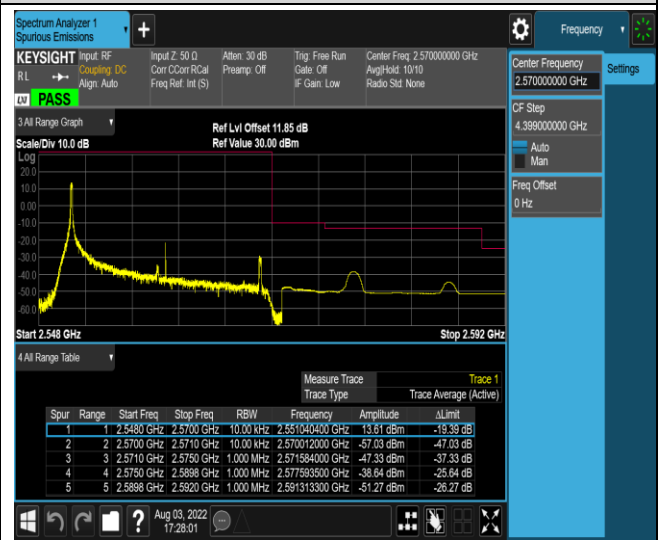 Spectrum Analyzer 1
Spurious Emissions
Frequency
KEYSIGHT Input: RF Input Z: 50 Ω Atten: 30 dB Trig: Free Run Center Freq: 2.570000000 GHz
R L Coupling: DC Corr CCorr RCal Preamp: Off Gate: Off Avg|Hold: 10/10
Align: Auto Freq Ref: Int (S) IF Gain: Low Radio Std: None
LXI PASS
3 All Range Graph
Ref Lvl Offset 11.85 dB
Scale/Div 10.0 dB Ref Value 30.00 dBm
Log
20.0
10.0
0.00
-10.0
-20.0
-30.0
-40.0
-50.0
-60.0
Start 2.548 GHz Stop 2.592 GHz
4 All Range Table
Measure Trace Trace 1
Trace Type Trace Average (Active)
Spur Range Start Freq Stop Freq RBW Frequency Amplitude ΔLimit
1 1 2.5480 GHz 2.5700 GHz 10.00 kHz 2.551040400 GHz 13.61 dBm -19.39 dB
2 2 2.5700 GHz 2.5710 GHz 10.00 kHz 2.570012000 GHz -57.03 dBm -47.03 dB
3 3 2.5710 GHz 2.5750 GHz 1.000 MHz 2.571584000 GHz -47.33 dBm -37.33 dB
4 4 2.5750 GHz 2.5898 GHz 1.000 MHz 2.577593500 GHz -38.64 dBm -25.64 dB
5 5 2.5898 GHz 2.5920 GHz 1.000 MHz 2.591313300 GHz -51.27 dBm -26.27 dB
Aug 03, 2022
17:28:01
Center Frequency
2.570000000 GHz
Settings
CF Step
4.399000000 GHz
Auto
Man
Freq Offset
0 Hz